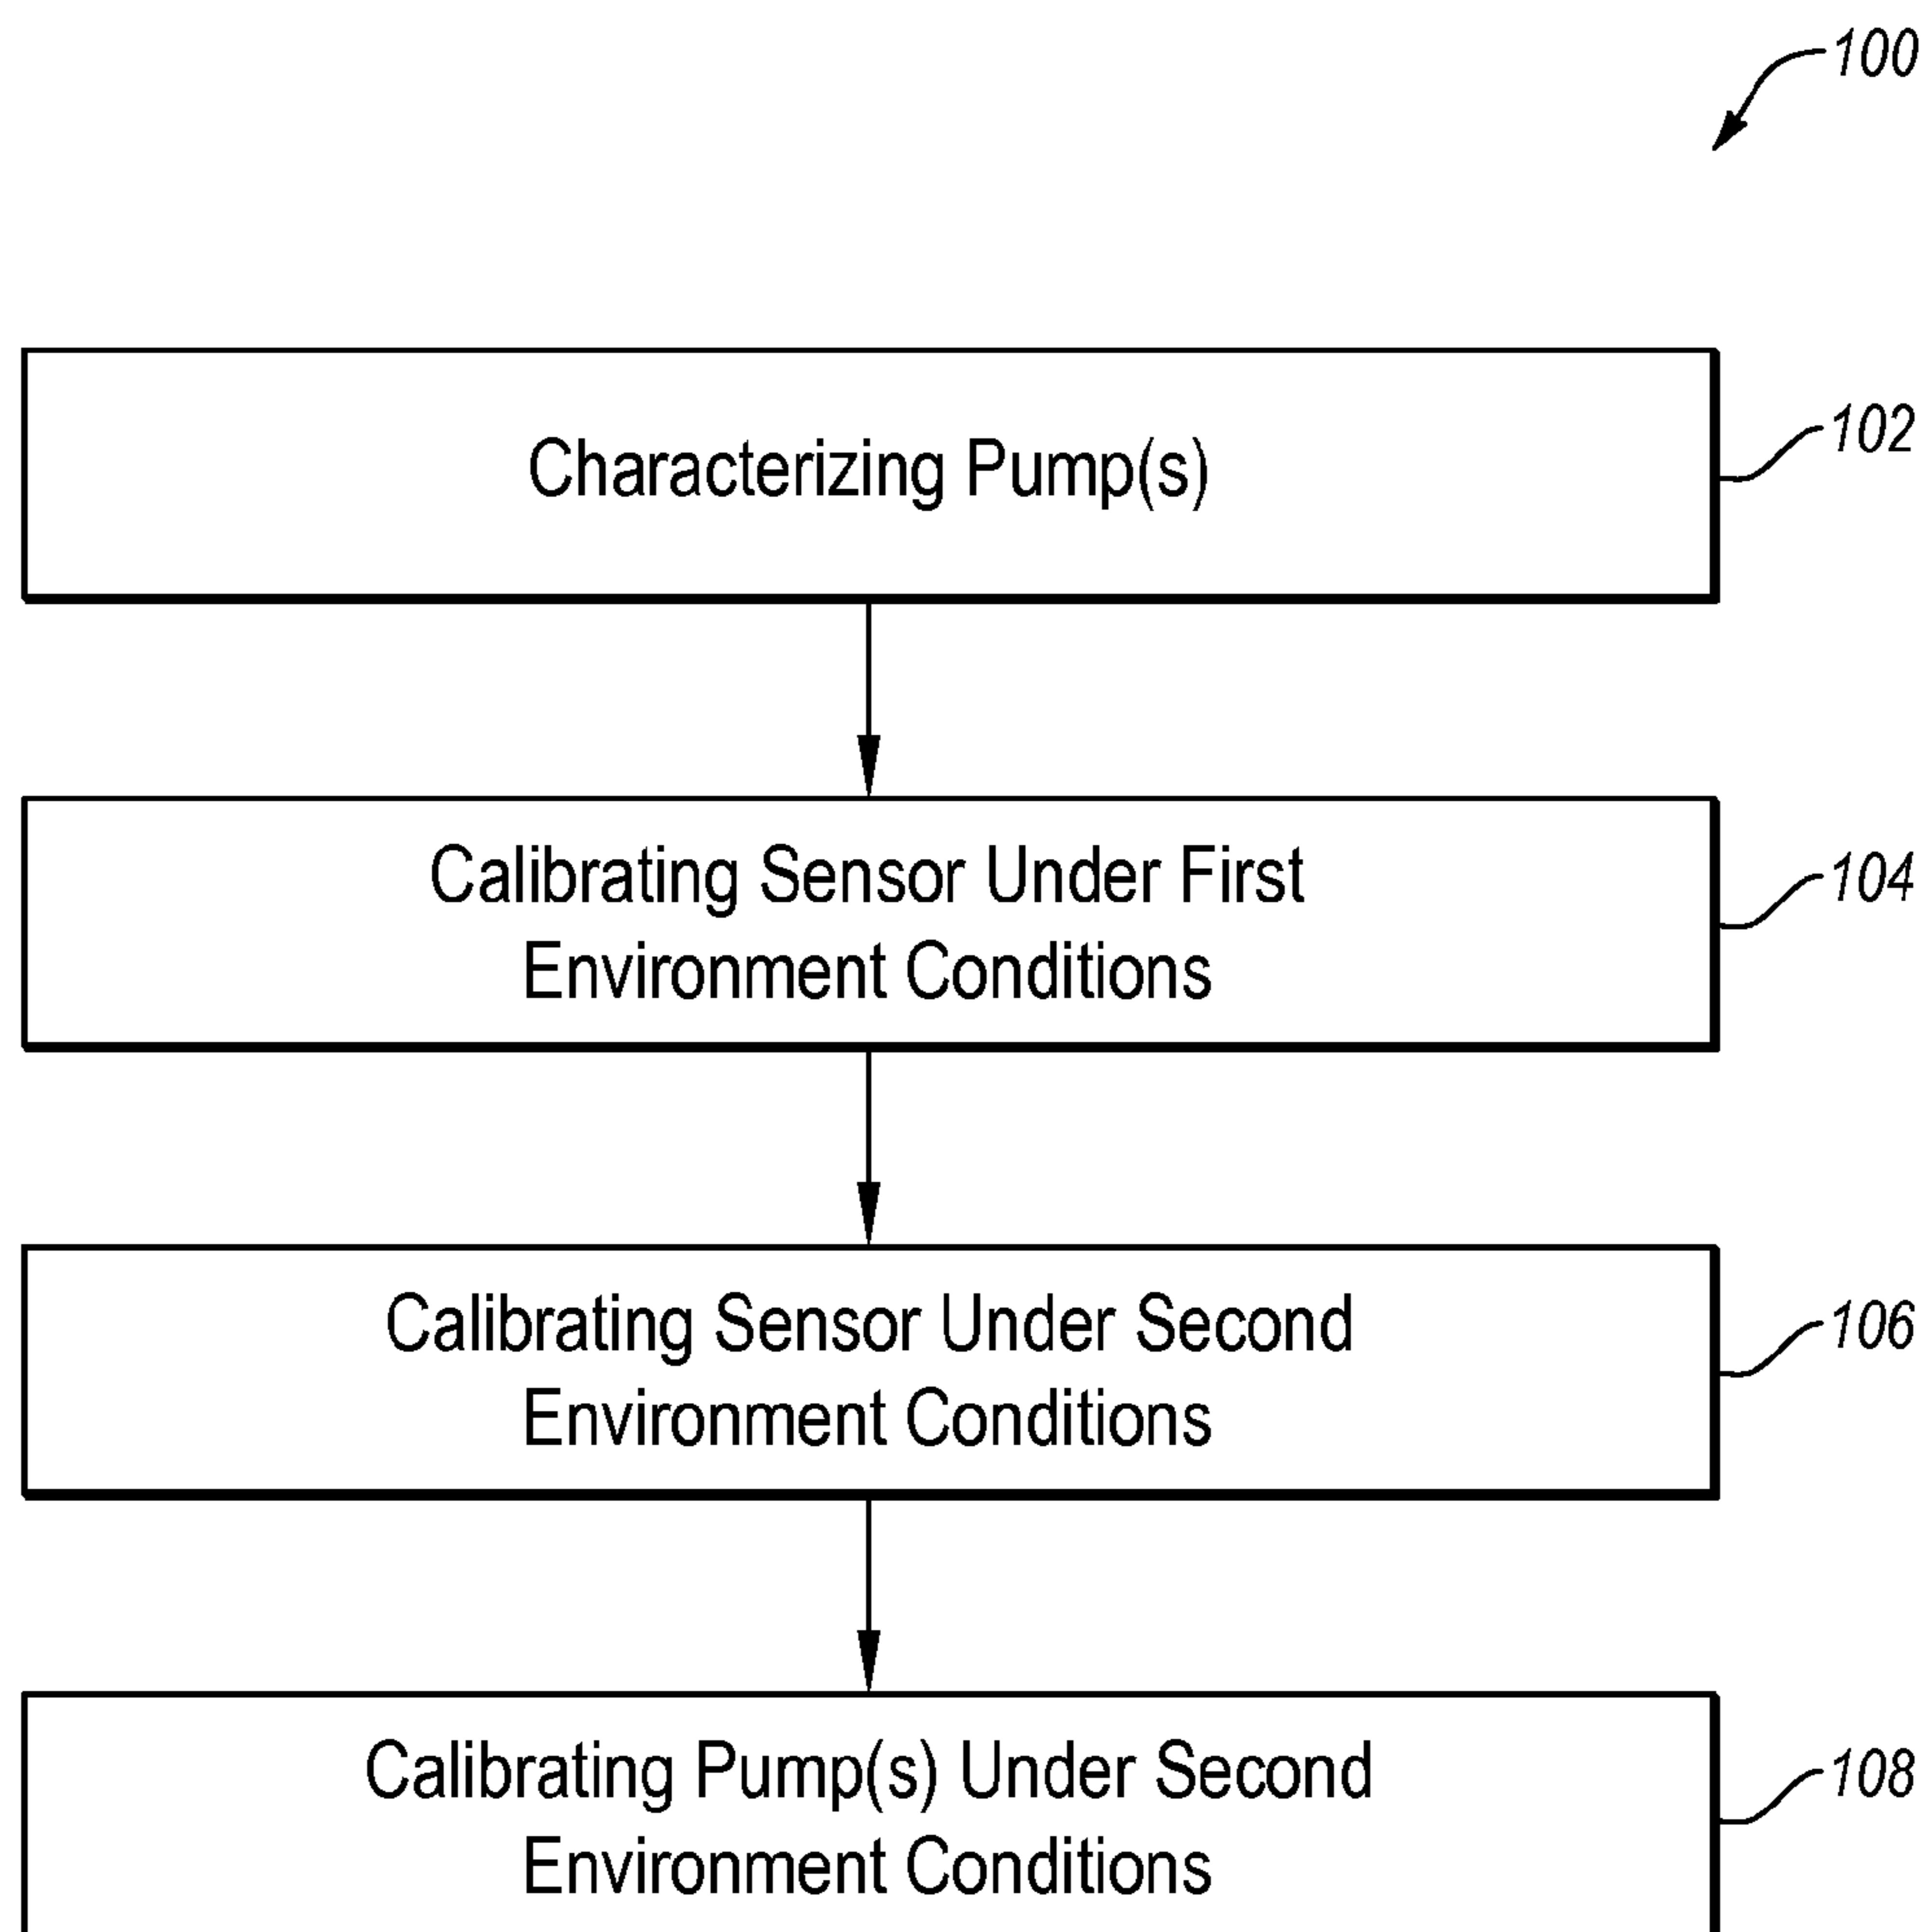 100
Characterizing Pump(s)
102
Calibrating Sensor Under First
Environment Conditions
104
Calibrating Sensor Under Second
Environment Conditions
106
Calibrating Pump(s) Under Second
Environment Conditions
108